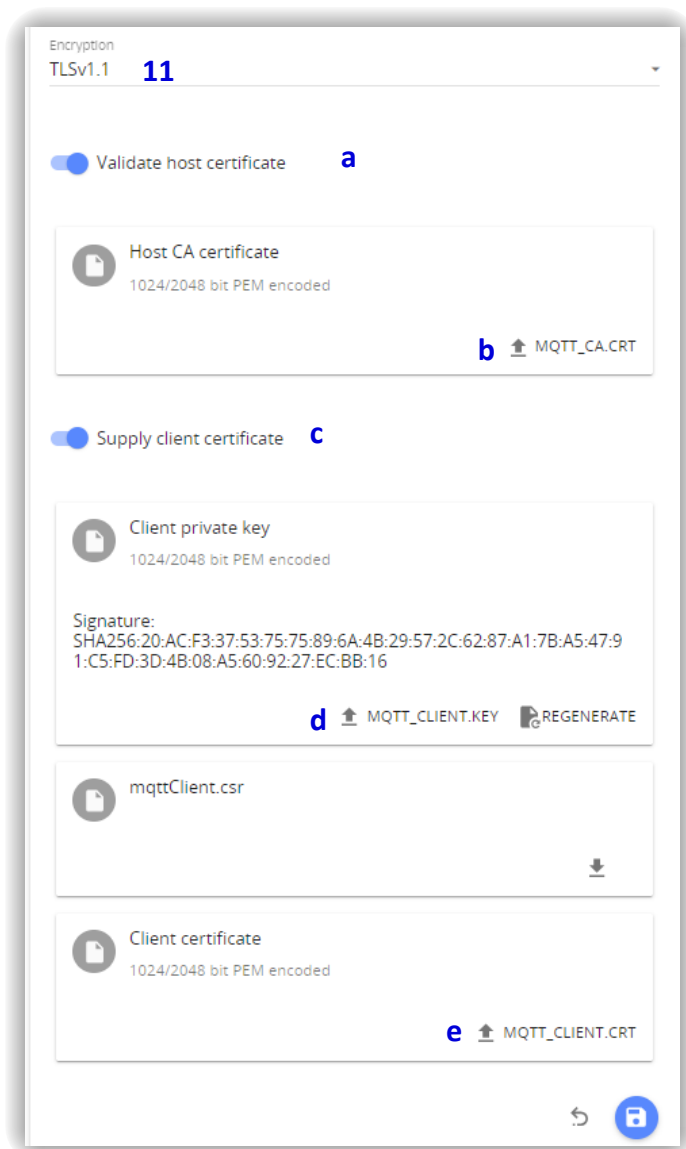 Encryption
TLSv1.1 11
Validate host certificate a
Host CA certificate
1024/2048 bit PEM encoded
b MQTT_CA.CRT
Supply client certificate c
Client private key
1024/2048 bit PEM encoded
Signature:
SHA256:20:AC:F3:37:53:75:75:89:6A:4B:29:57:2C:62:87:A1:7B:A5:47:9
1:C5:FD:3D:4B:08:A5:60:92:27:EC:BB:16
d MQTT_CLIENT.KEY REGENERATE
mqttClient.csr
Client certificate
1024/2048 bit PEM encoded
e MQTT_CLIENT.CRT